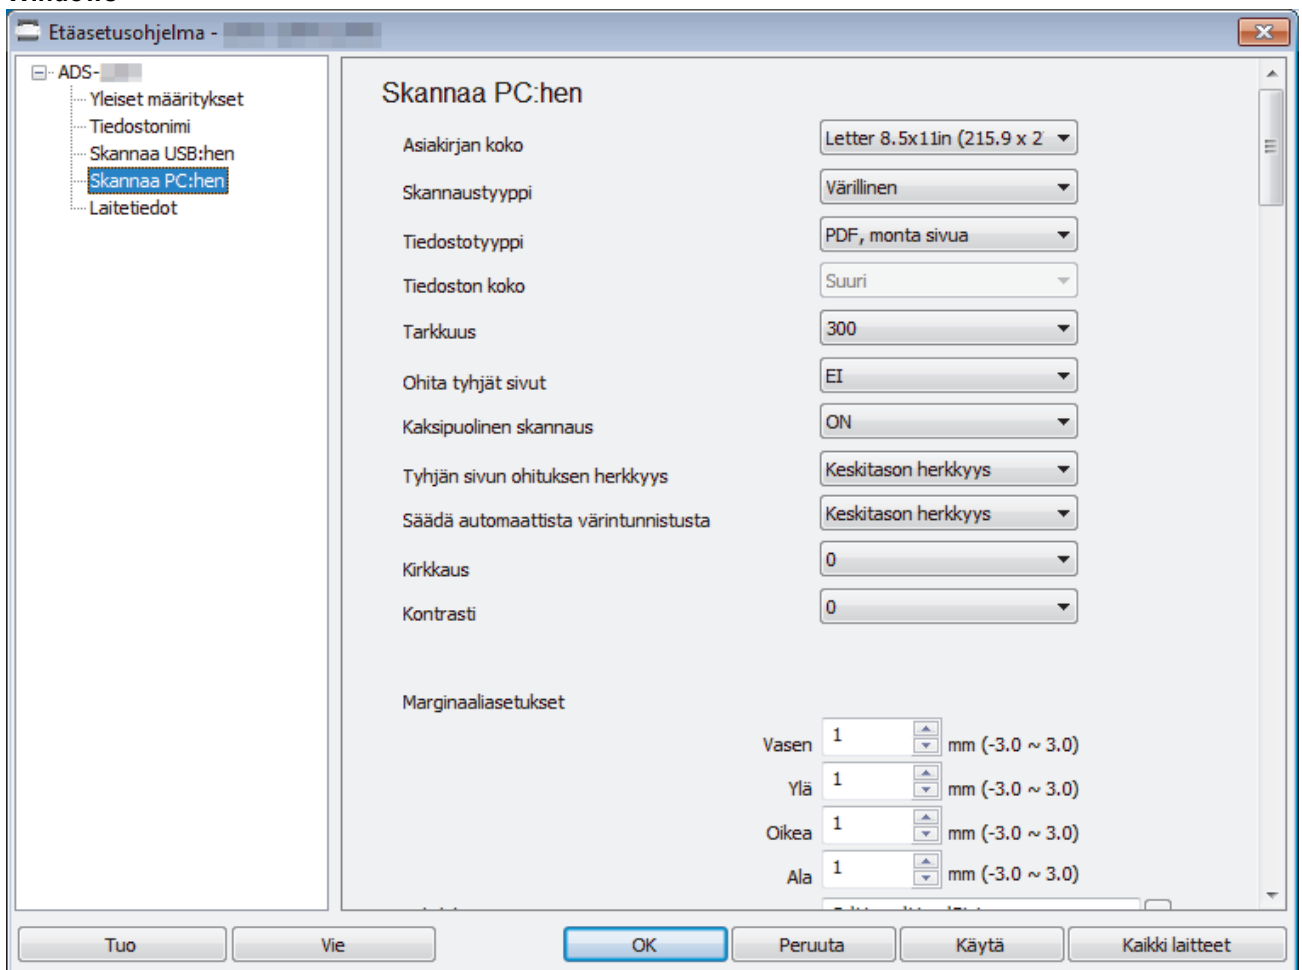 Etäasetusohjelma -
ADS-
Yleiset määritykset
Tiedostonimi
Skannaa USB:hen
Skannaa PC:hen
Laitetiedot
Skannaa PC:hen
Asiakirjan koko Letter 8.5x11in (215.9 x 2
Skannaustyyppi Värillinen
Tiedostotyyppi PDF, monta sivua
Tiedoston koko Suuri
Tarkkuus 300
Ohita tyhjät sivut EI
Kaksipuolinen skannaus ON
Tyhjän sivun ohituksen herkkyys Keskitason herkkyys
Säädä automaattista värintunnistusta Keskitason herkkyys
Kirkkaus 0
Kontrasti 0
Marginaaliasetukset
Vasen 1 mm (-3.0 ~ 3.0)
Ylä 1 mm (-3.0 ~ 3.0)
Oikea 1 mm (-3.0 ~ 3.0)
Ala 1 mm (-3.0 ~ 3.0)
Tuo Vie OK Peruuta Käytä Kaikki laitteet